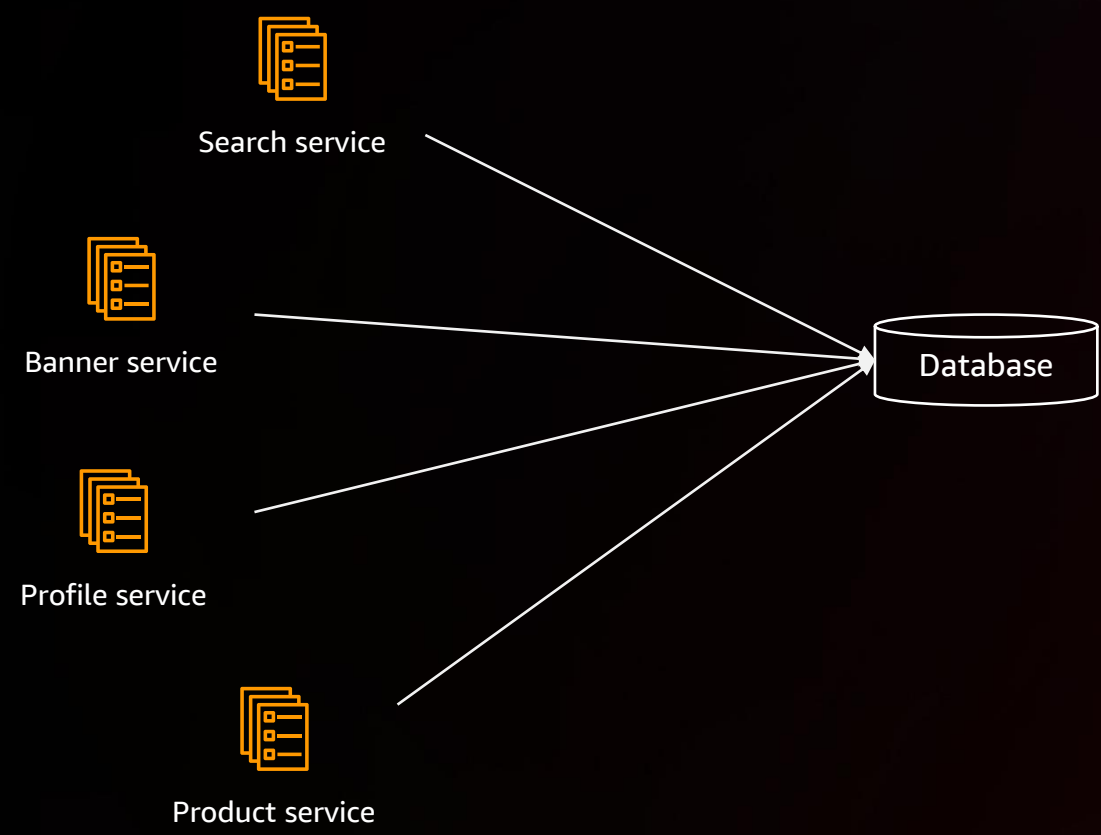 Search service
Banner service
Database
Profile service
Product service